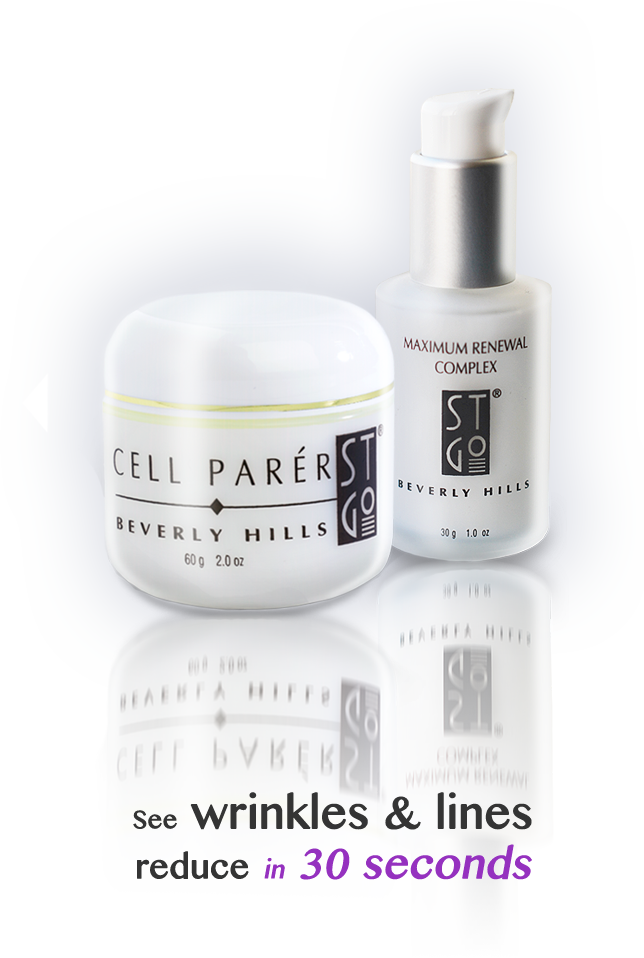 MAXIMUM RENEWAL
COMPLEX
ST
GO
®
BEVERLY HILLS
30 g 1.0 oz
CELL PARÉR
ST
GO
®
BEVERLY HILLS
60 g 2.0 oz
See wrinkles & lines
reduce in 30 seconds